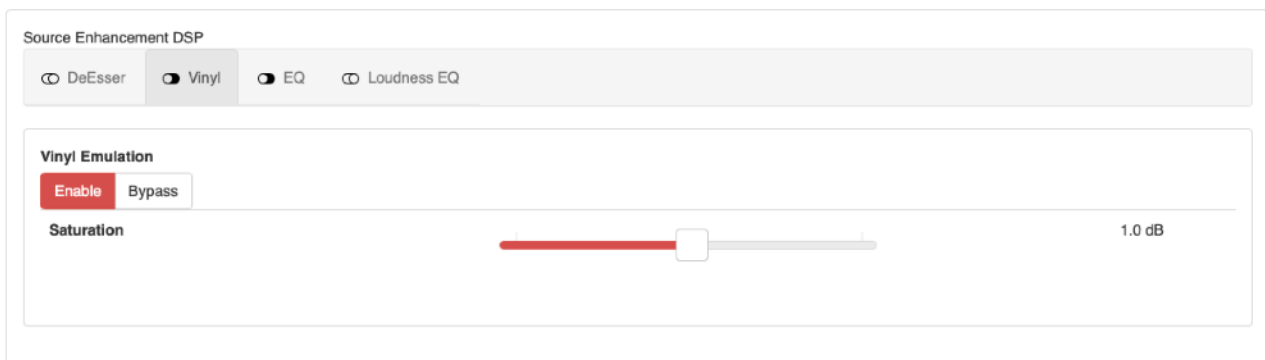 Source Enhancement DSP
DeEsser Vinyl EQ Loudness EQ
Vinyl Emulation
Enable Bypass
Saturation 1.0 dB